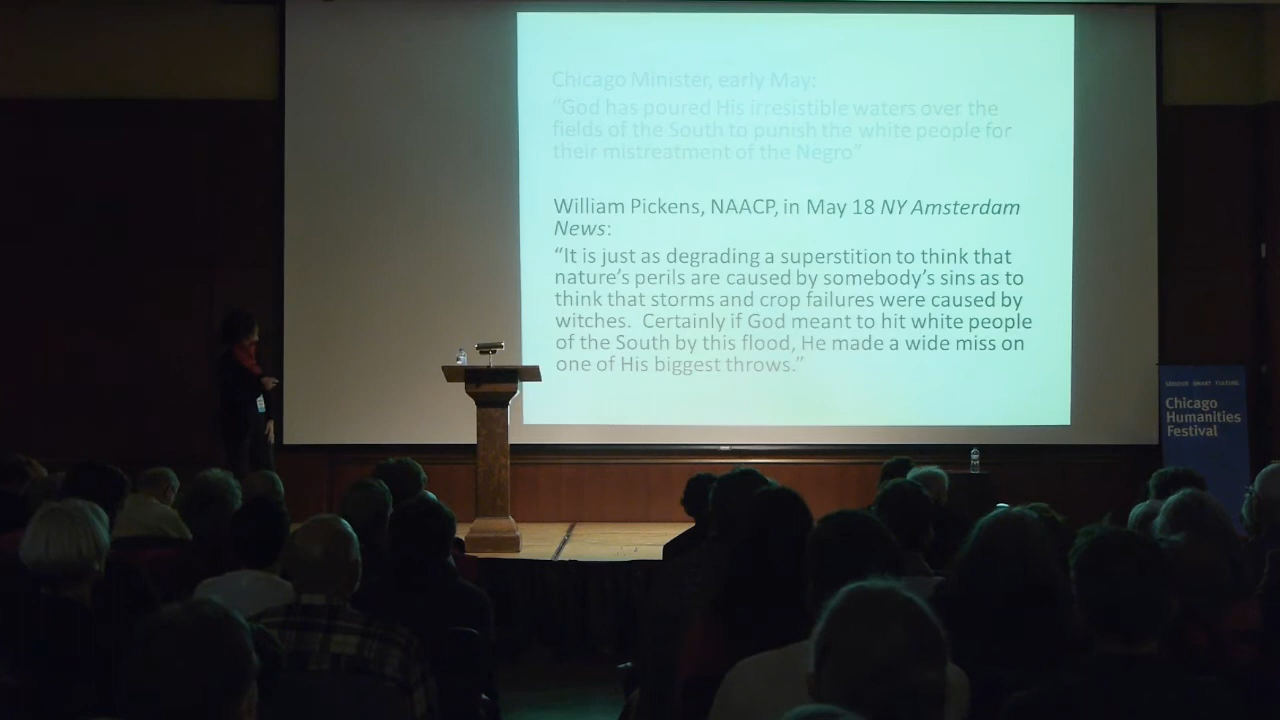 Chicago Minister, early May:
“God has poured His irresistible waters over the
fields of the South to punish the white people for
their mistreatment of the Negro”
William Pickens, NAACP, in May 18 NY Amsterdam
News:
“It is just as degrading a superstition to think that
nature’s perils are caused by somebody’s sins as to
think that storms and crop failures were caused by
witches.  Certainly if God meant to hit white people
of the South by this flood, He made a wide miss on
one of His biggest throws.”
Chicago
Humanities
Festival